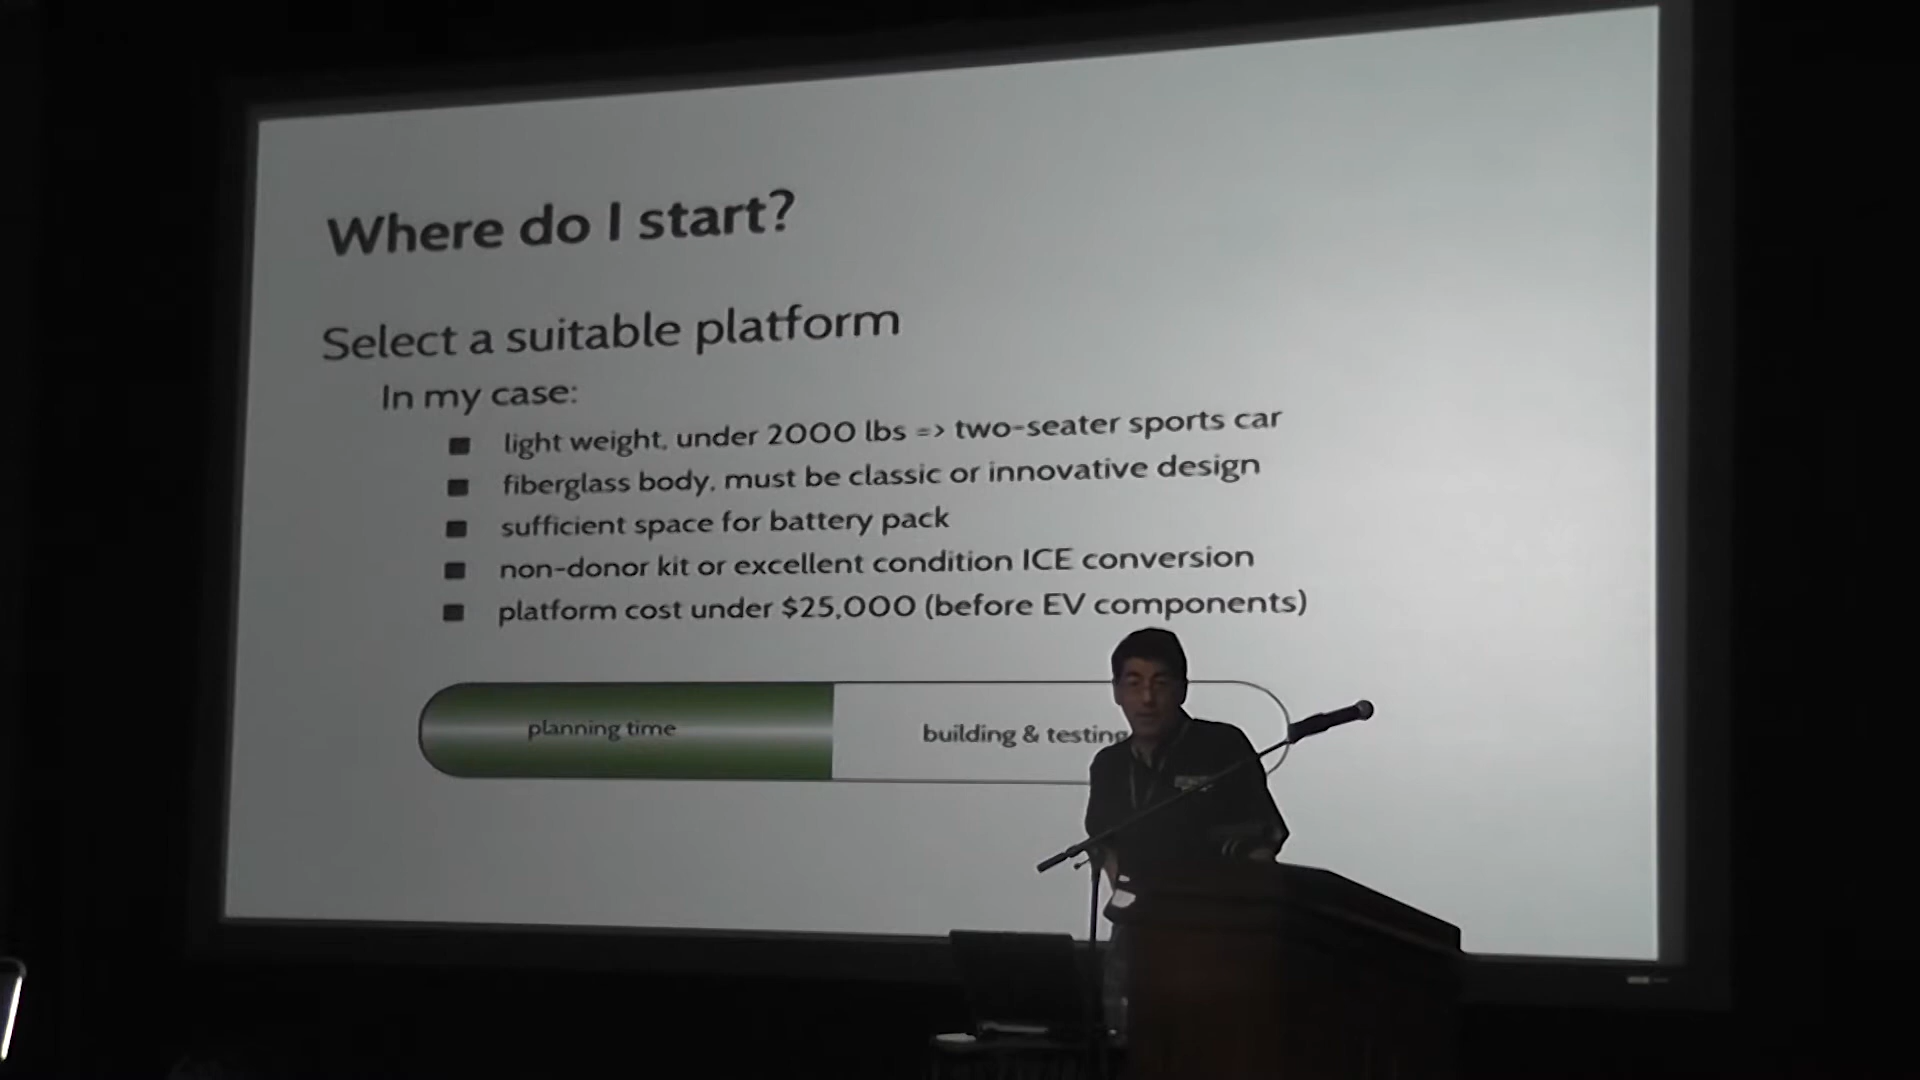 Where do I start?
Select a suitable platform
In my case:
light weight, under 2000 lbs => two-seater sports car
fiberglass body, must be classic or innovative design
sufficient space for battery pack
non-donor kit or excellent condition ICE conversion
platform cost under $25,000 (before EV components)
planning time
building & testing